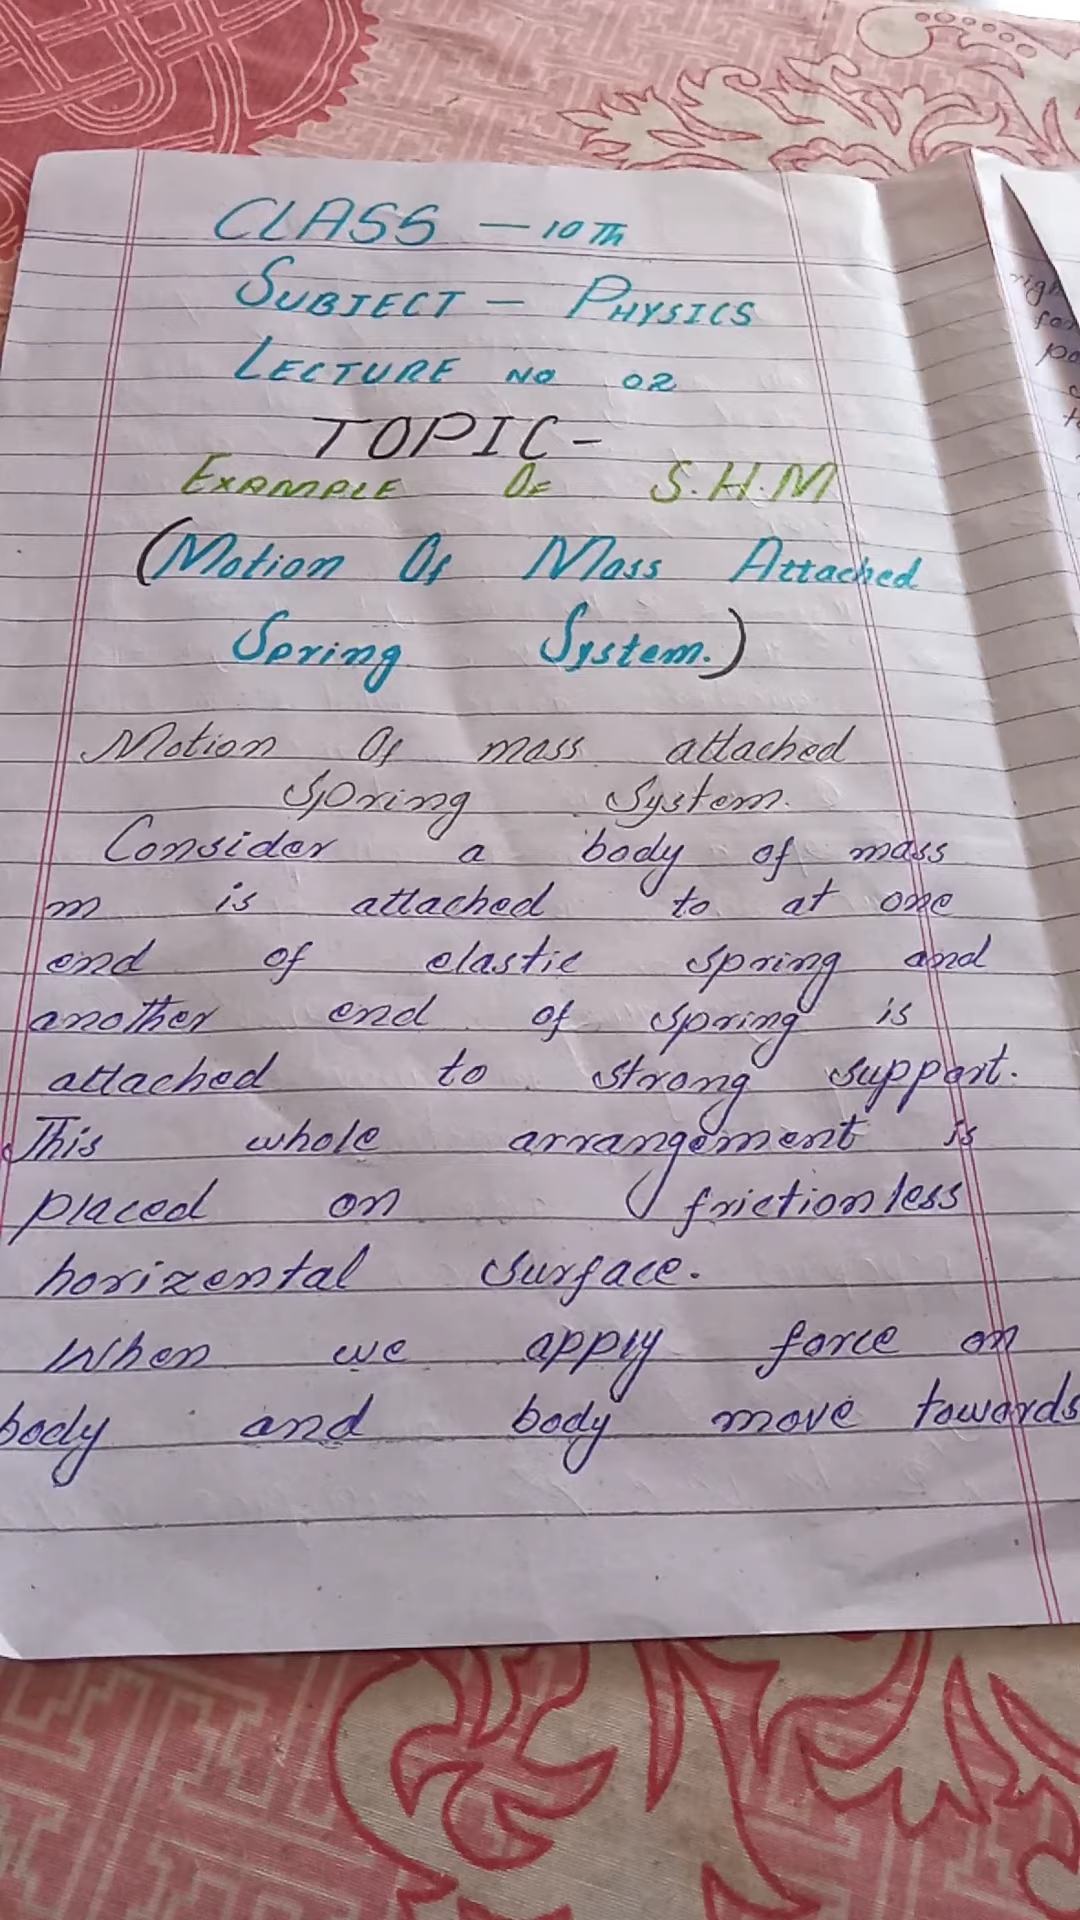 CLASS – 10Th
SUBJECT – PHYSICS
LECTURE NO 02
TOPIC-
EXAMPLE OF S.H.M
(Motion Of Mass Attached
Spring System.)
Motion Of mass attached
Spring System.
Consider a body of mass
m is attached to at one
end of elastic spring and
another end of spring is
attached to strong support.
This whole arrangement is
placed on frictionless
horizental surface.
When we apply force on
body and body move towards